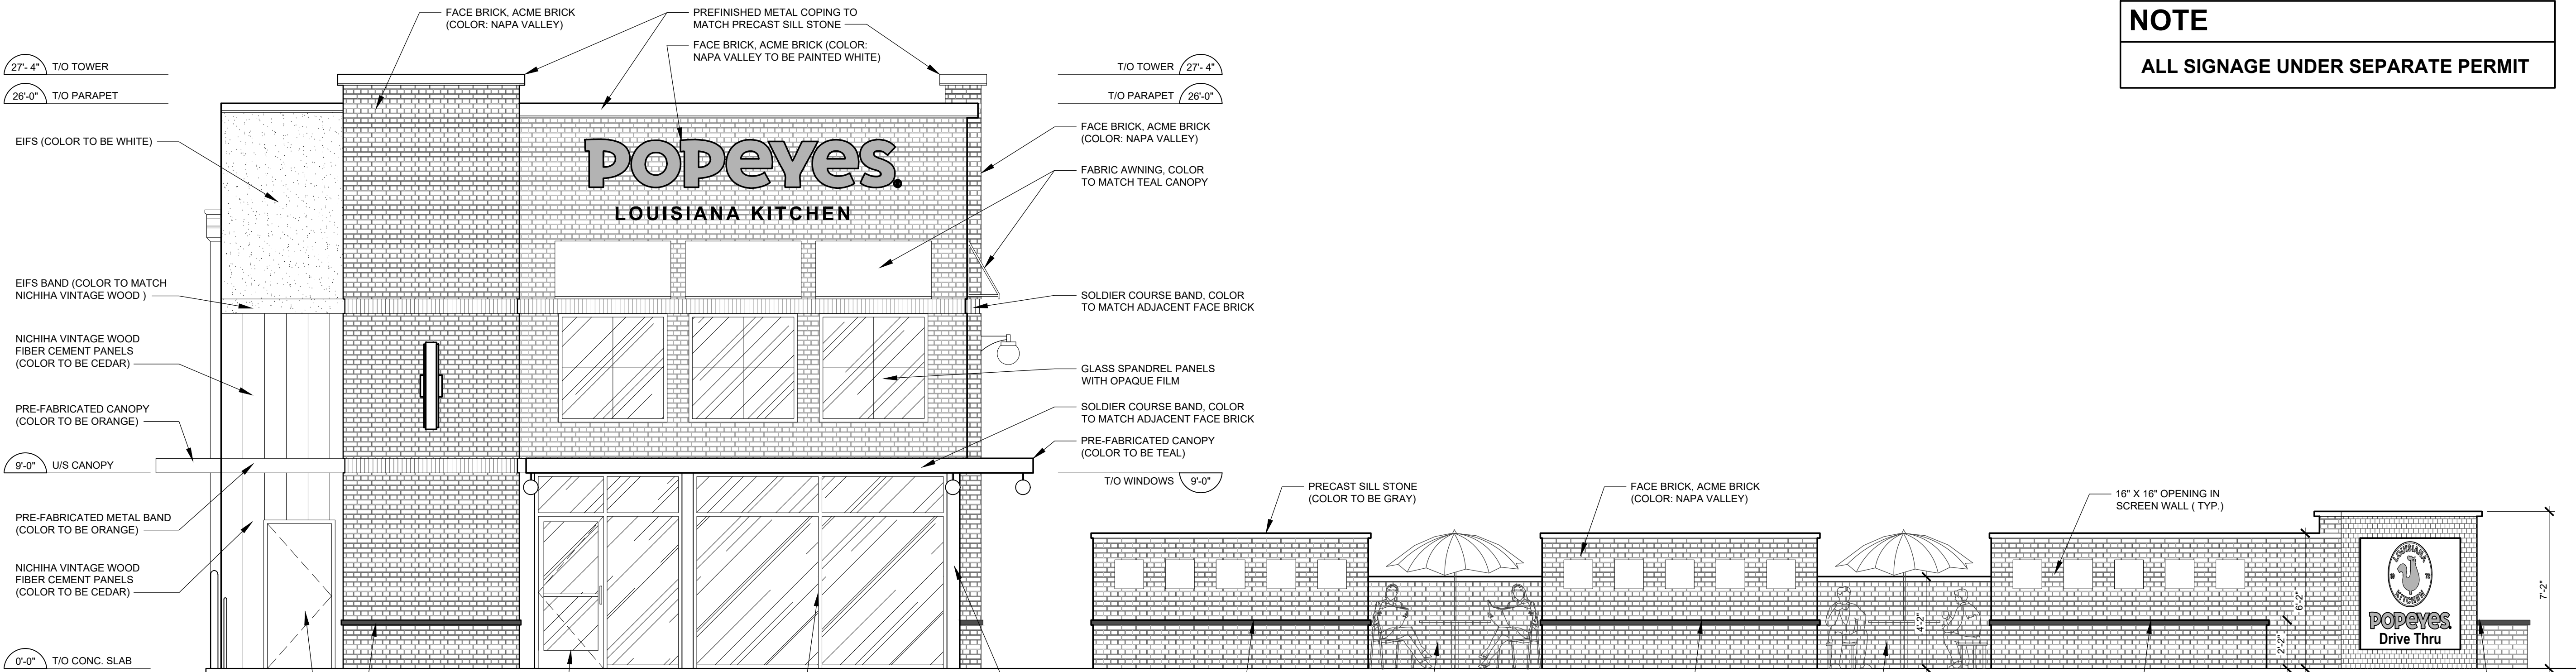 NOTE
ALL SIGNAGE UNDER SEPARATE PERMIT
FACE BRICK, ACME BRICK
(COLOR: NAPA VALLEY)
PREFINISHED METAL COPING TO
MATCH PRECAST SILL STONE
FACE BRICK, ACME BRICK (COLOR:
NAPA VALLEY TO BE PAINTED WHITE)
27'- 4" T/O TOWER
26'-0" T/O PARAPET
EIFS (COLOR TO BE WHITE)
EIFS BAND (COLOR TO MATCH
NICHIHA VINTAGE WOOD )
NICHIHA VINTAGE WOOD
FIBER CEMENT PANELS
(COLOR TO BE CEDAR)
PRE-FABRICATED CANOPY
(COLOR TO BE ORANGE)
9'-0" U/S CANOPY
PRE-FABRICATED METAL BAND
(COLOR TO BE ORANGE)
NICHIHA VINTAGE WOOD
FIBER CEMENT PANELS
(COLOR TO BE CEDAR)
0'-0" T/O CONC. SLAB
POPEYES
LOUISIANA KITCHEN
T/O TOWER 27'- 4"
T/O PARAPET 26'-0"
FACE BRICK, ACME BRICK
(COLOR: NAPA VALLEY)
FABRIC AWNING, COLOR
TO MATCH TEAL CANOPY
SOLDIER COURSE BAND, COLOR
TO MATCH ADJACENT FACE BRICK
GLASS SPANDREL PANELS
WITH OPAQUE FILM
SOLDIER COURSE BAND, COLOR
TO MATCH ADJACENT FACE BRICK
PRE-FABRICATED CANOPY
(COLOR TO BE TEAL)
T/O WINDOWS 9'-0"
PRECAST SILL STONE
(COLOR TO BE GRAY)
FACE BRICK, ACME BRICK
(COLOR: NAPA VALLEY)
16" X 16" OPENING IN
SCREEN WALL ( TYP.)
4'-2"
6'-2"
2'-2"
7'-2"
LOUISIANA
19 72
KITCHEN
POPEYES
Drive Thru